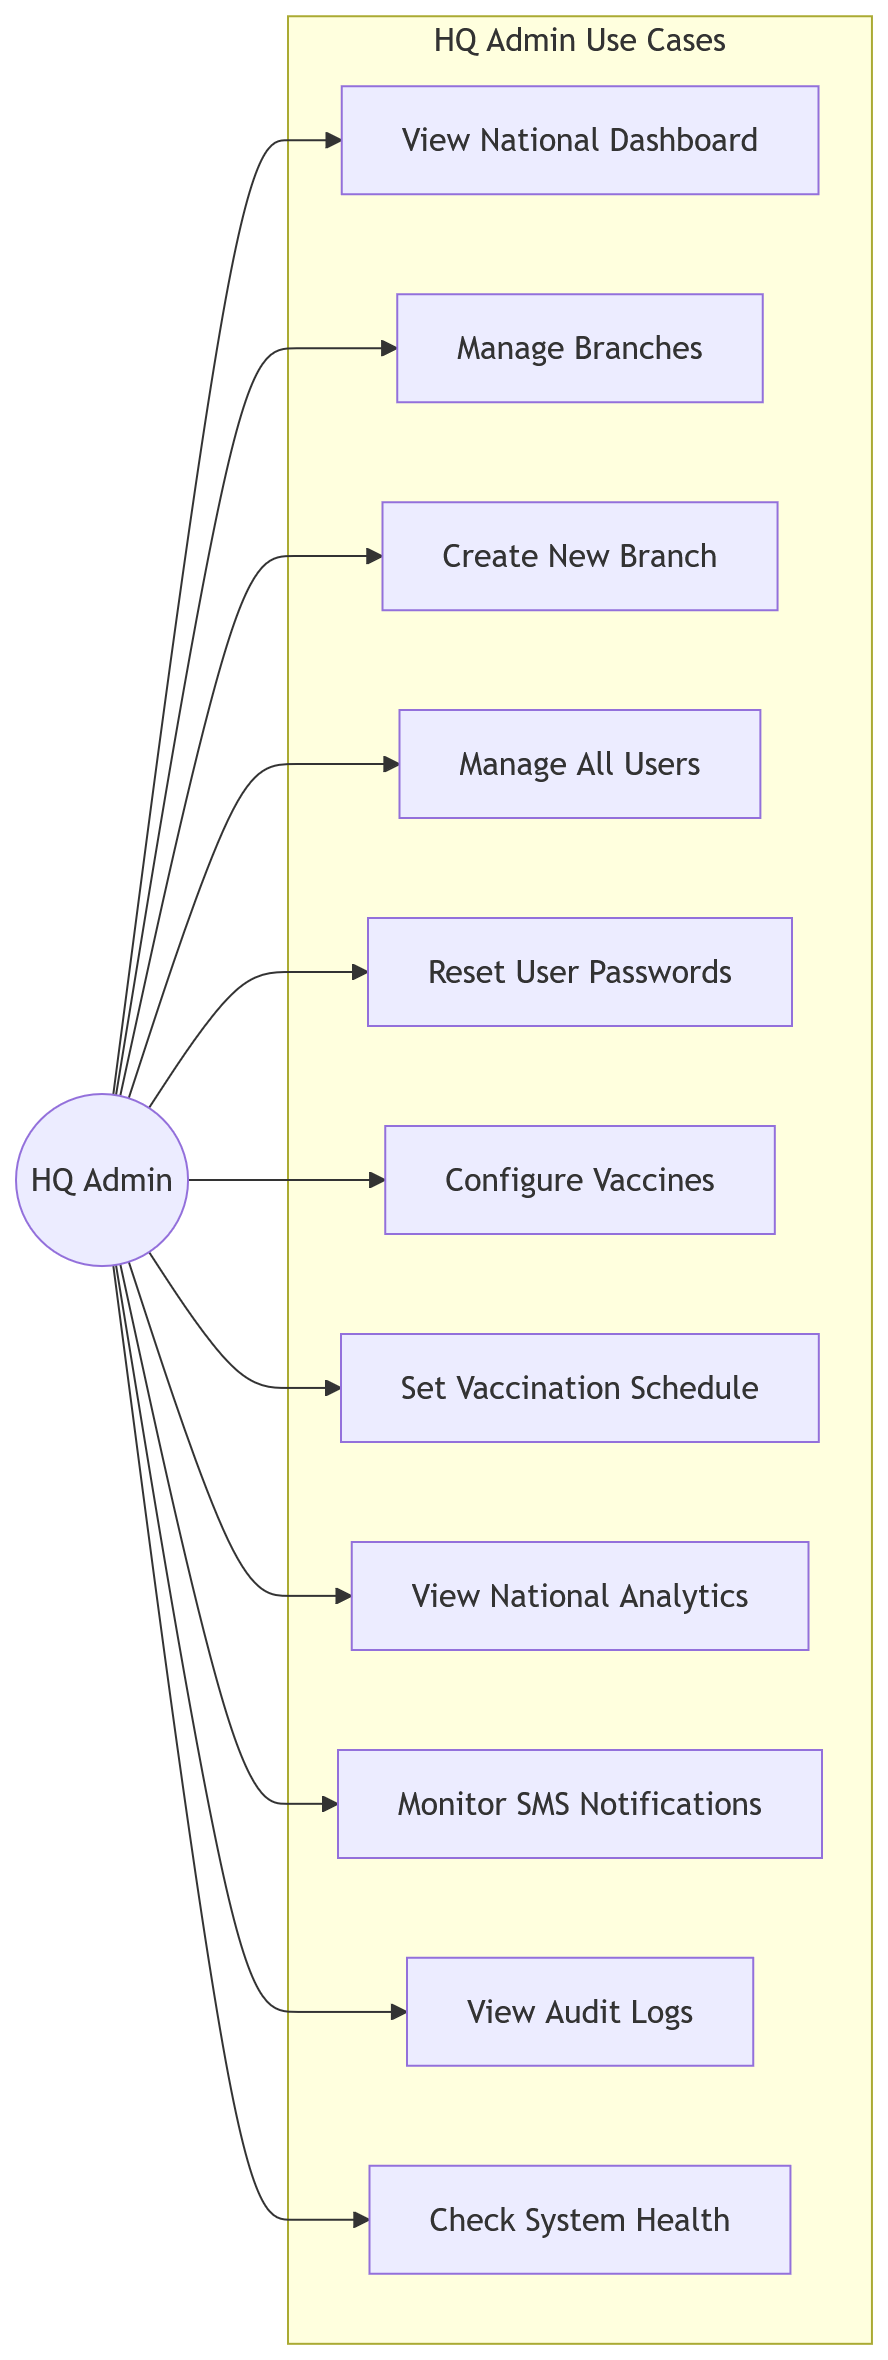 HQ Admin Use Cases
View National Dashboard
Manage Branches
Create New Branch
Manage All Users
Reset User Passwords
HQ Admin
Configure Vaccines
Set Vaccination Schedule
View National Analytics
Monitor SMS Notifications
View Audit Logs
Check System Health